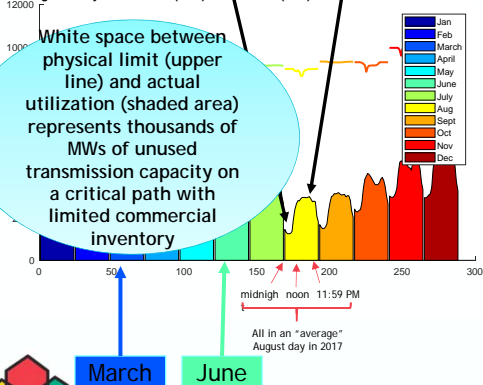 12000
1000
White space between
physical limit (upper
line) and actual
utilization (shaded area)
represents thousands of
MWs of unused
transmission capacity on
a critical path with
limited commercial
inventory
Jan
Feb
March
April
May
June
July
Aug
Sept
Oct
Nov
Dec
0
0
50
100
150
200
250
300
midnigh noon 11:59 PM
All in an "average"
August day in 2017
March
June